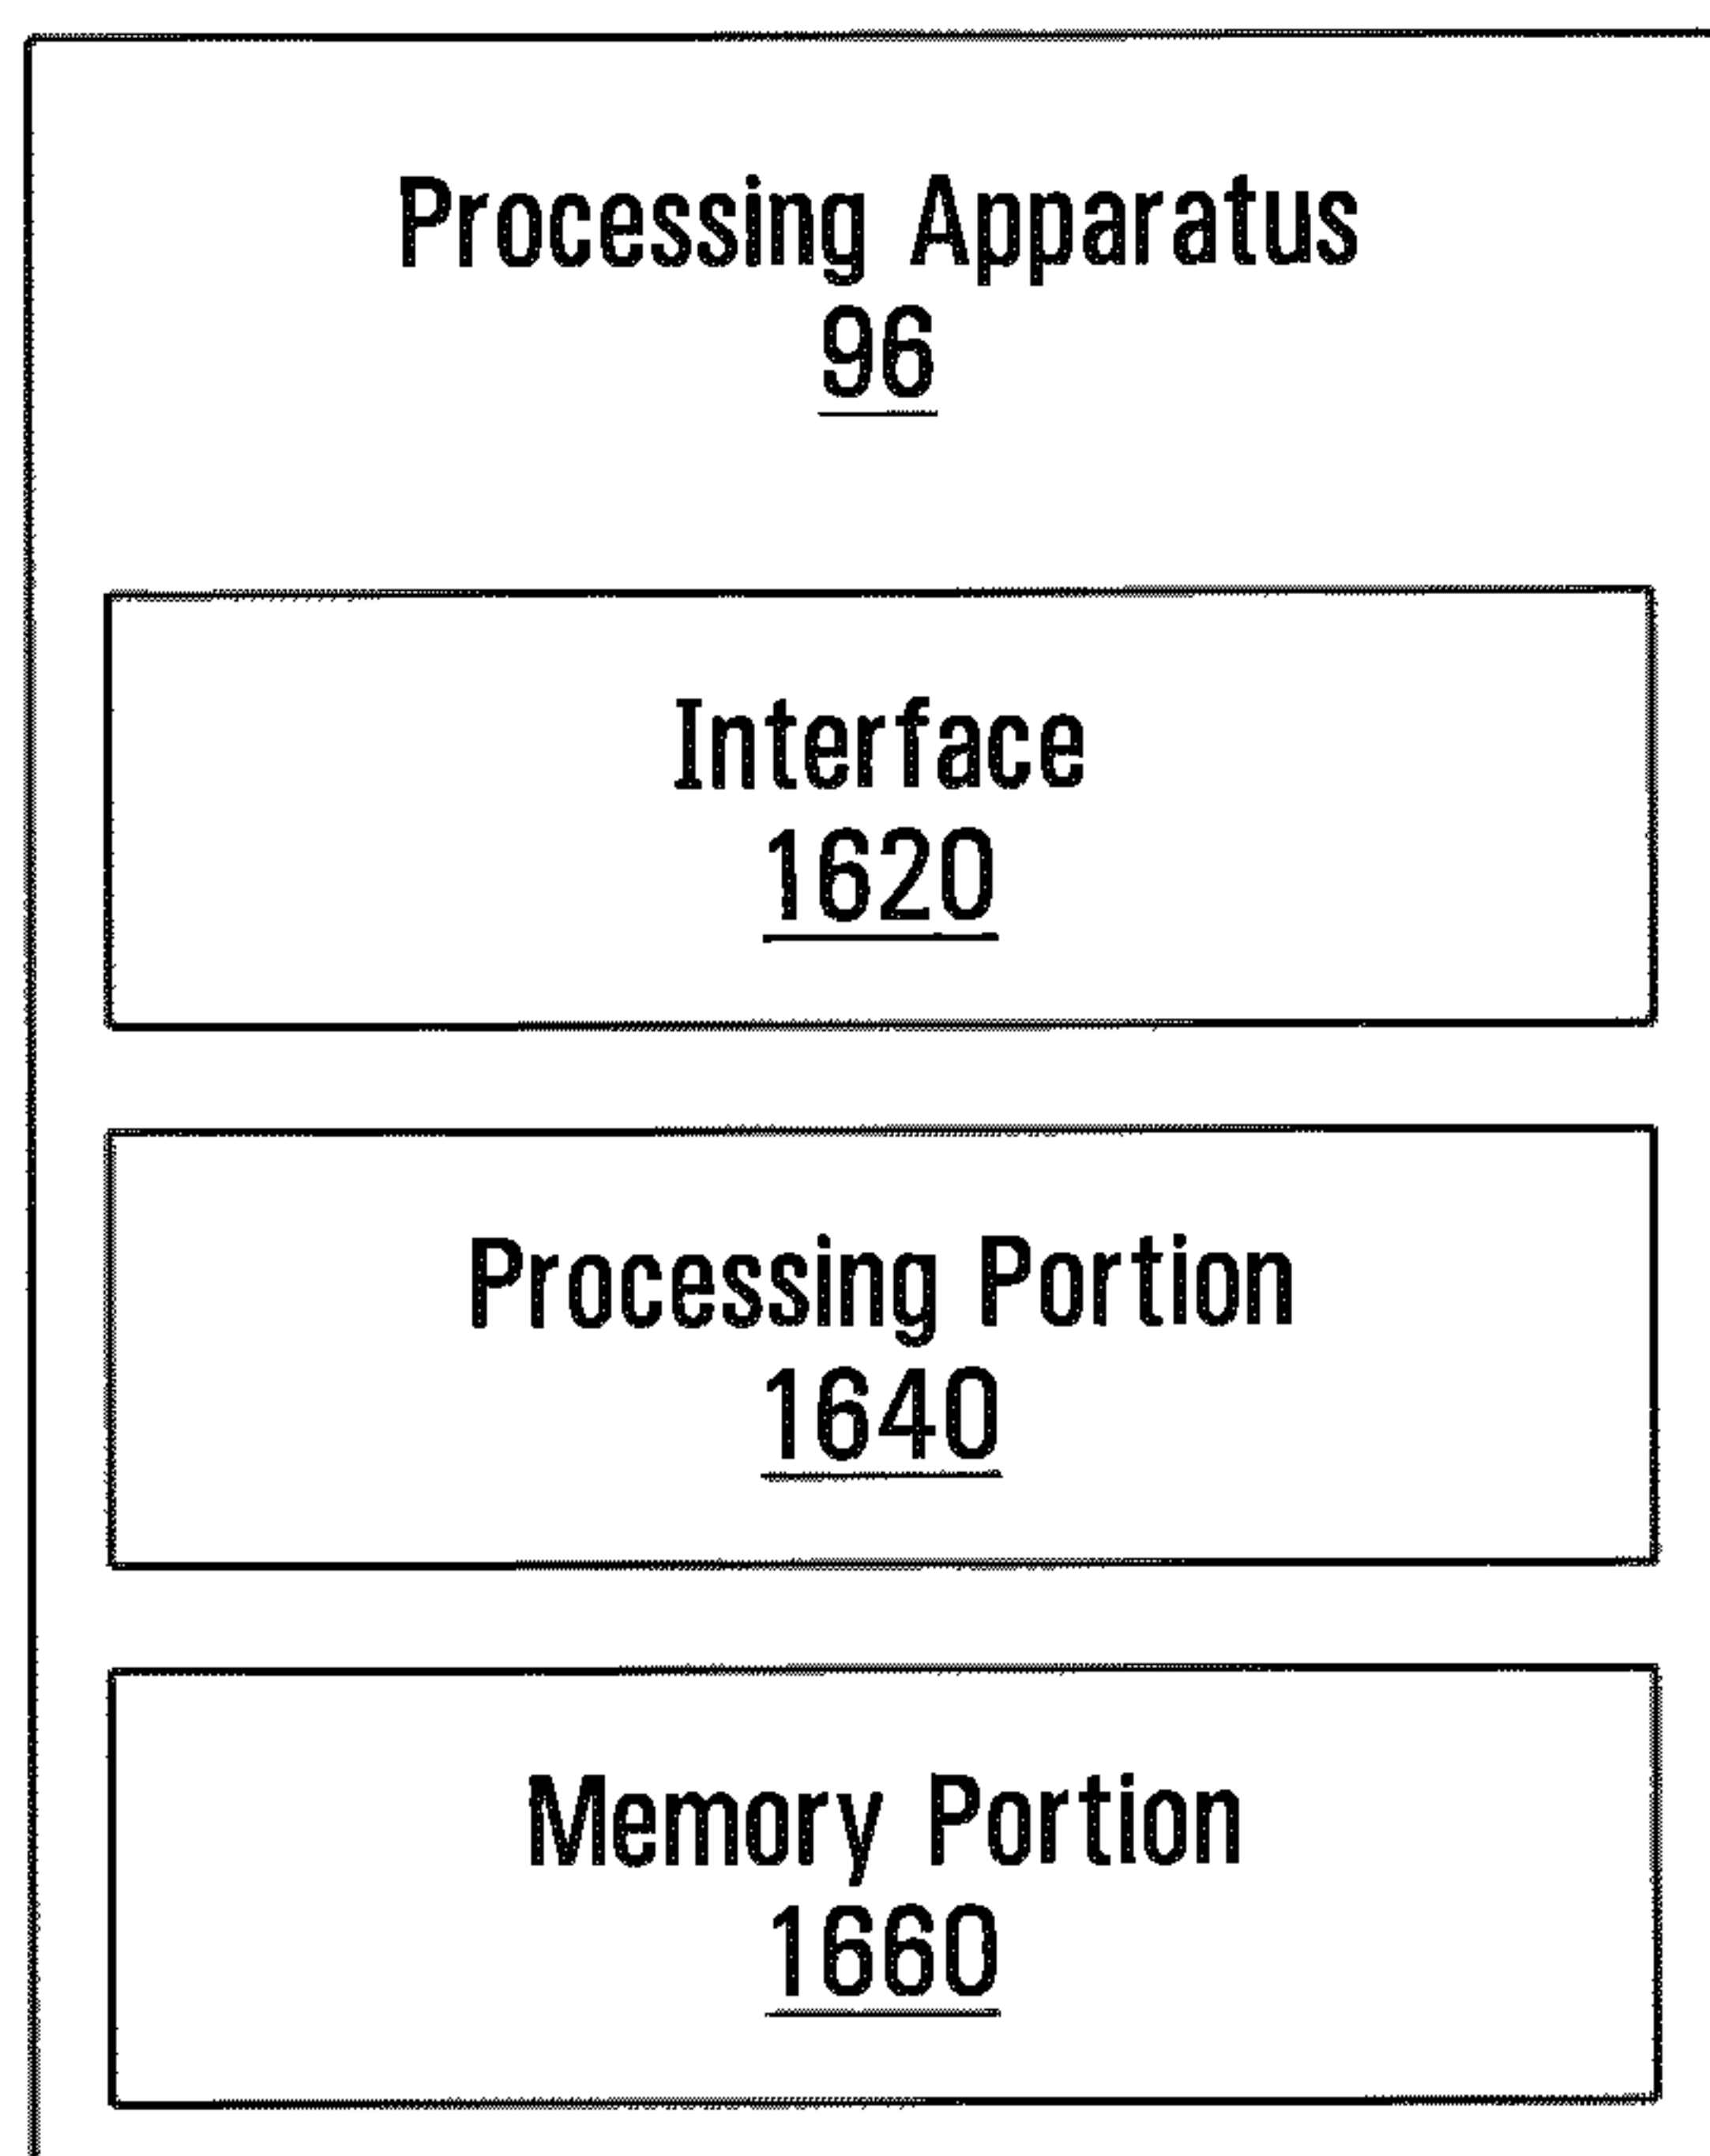 Processing Apparatus
96
Interface
1620
Processing Portion
1640
Memory Portion
1660